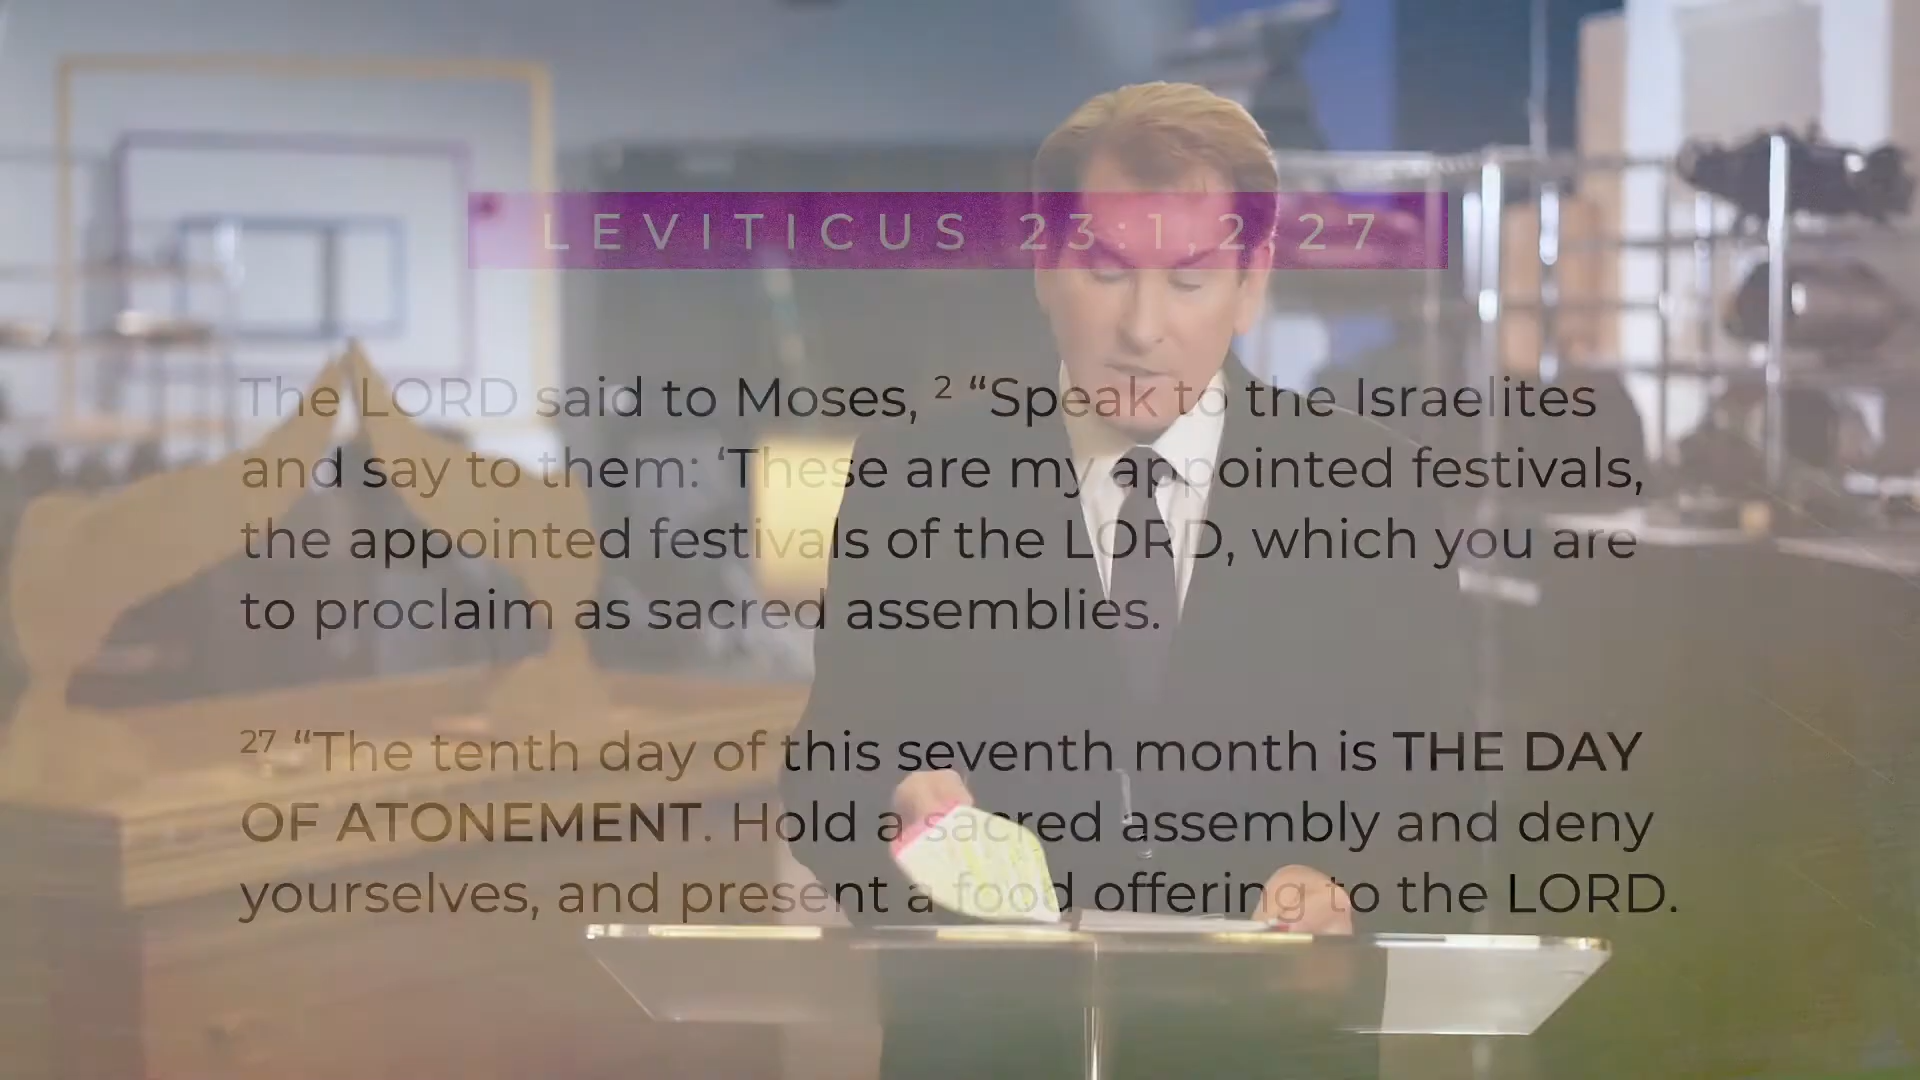 LEVITICUS 23:1,2 27
The LORD said to Moses, ² “Speak to the Israelites
and say to them: ‘These are my appointed festivals,
the appointed festivals of the LORD, which you are
to proclaim as sacred assemblies.
²⁷ “The tenth day of this seventh month is THE DAY
OF ATONEMENT. Hold a sacred assembly and deny
yourselves, and present a food offering to the LORD.